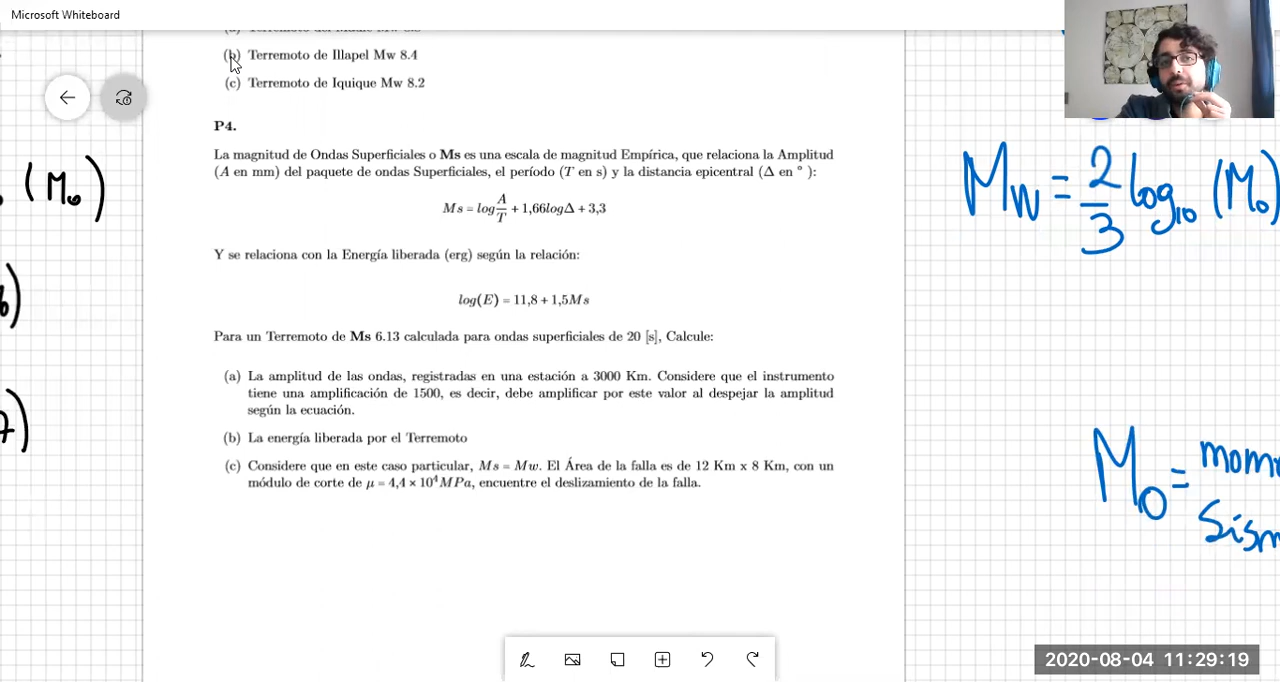 Microsoft Whiteboard
(b) Terremoto de Illapel Mw 8.4
(c) Terremoto de Iquique Mw 8.2
P4.
La magnitud de Ondas Superficiales o Ms es una escala de magnitud Empírica, que relaciona la Amplitud
(A en mm) del paquete de ondas Superficiales, el período (T en s) y la distancia epicentral (Δ en °):
Ms = log A/T + 1,66logΔ + 3,3
Y se relaciona con la Energía liberada (erg) según la relación:
log(E) = 11,8 + 1,5Ms
Para un Terremoto de Ms 6.13 calculada para ondas superficiales de 20 [s], Calcule:
(a) La amplitud de las ondas, registradas en una estación a 3000 Km. Considere que el instrumento
tiene una amplificación de 1500, es decir, debe amplificar por este valor al despejar la amplitud
según la ecuación.
(b) La energía liberada por el Terremoto
(c) Considere que en este caso particular, Ms = Mw. El Área de la falla es de 12 Km x 8 Km, con un
módulo de corte de μ = 4,4 × 10⁴MPa, encuentre el deslizamiento de la falla.
(M₀)
6)
7)
Mw = 2/3 log₁₀ (M₀)
M₀ = mom
Sism
2020-08-04 11:29:19